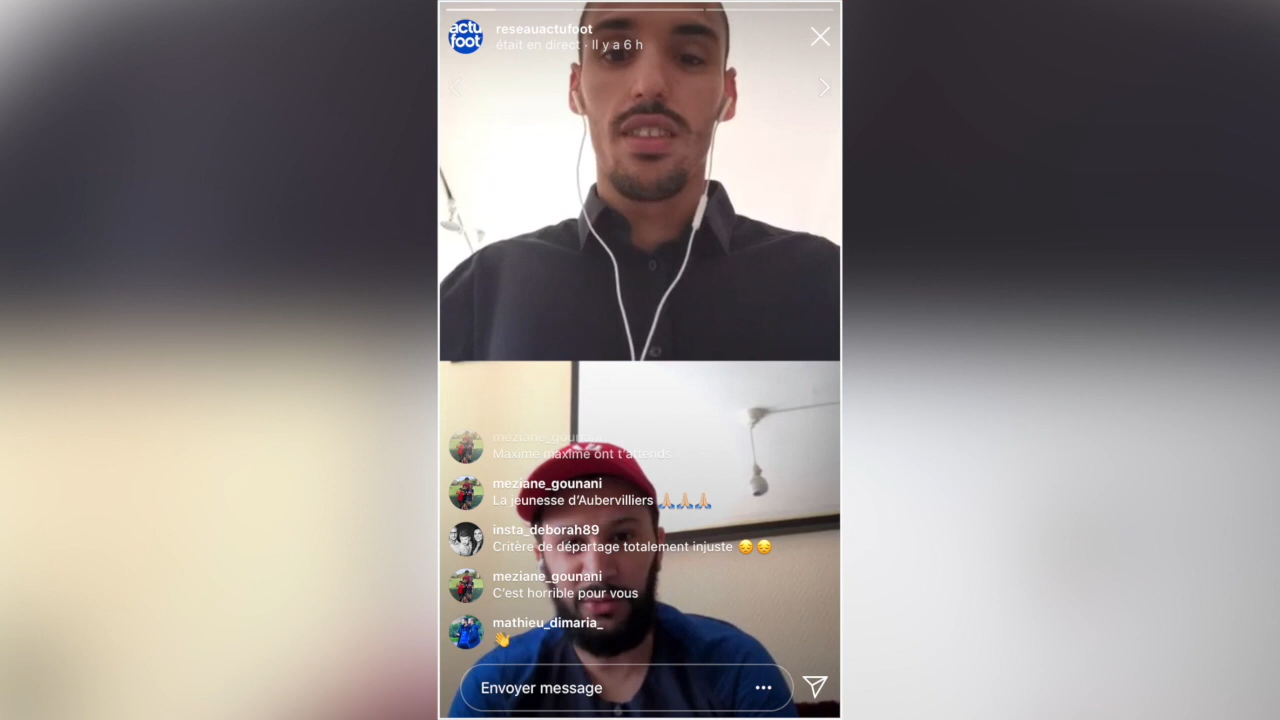 actu
foot
reseauactufoot
était en direct · Il y a 6 h
meziane_gounani
Maxime maxime ont t'attends
meziane_gounani
La jeunesse d'Aubervilliers 🙏🏼🙏🏼🙏🏼
insta_deborah89
Critère de départage totalement injuste 😔😔
meziane_gounani
C'est horrible pour vous
mathieu_dimaria_
👋
Envoyer message